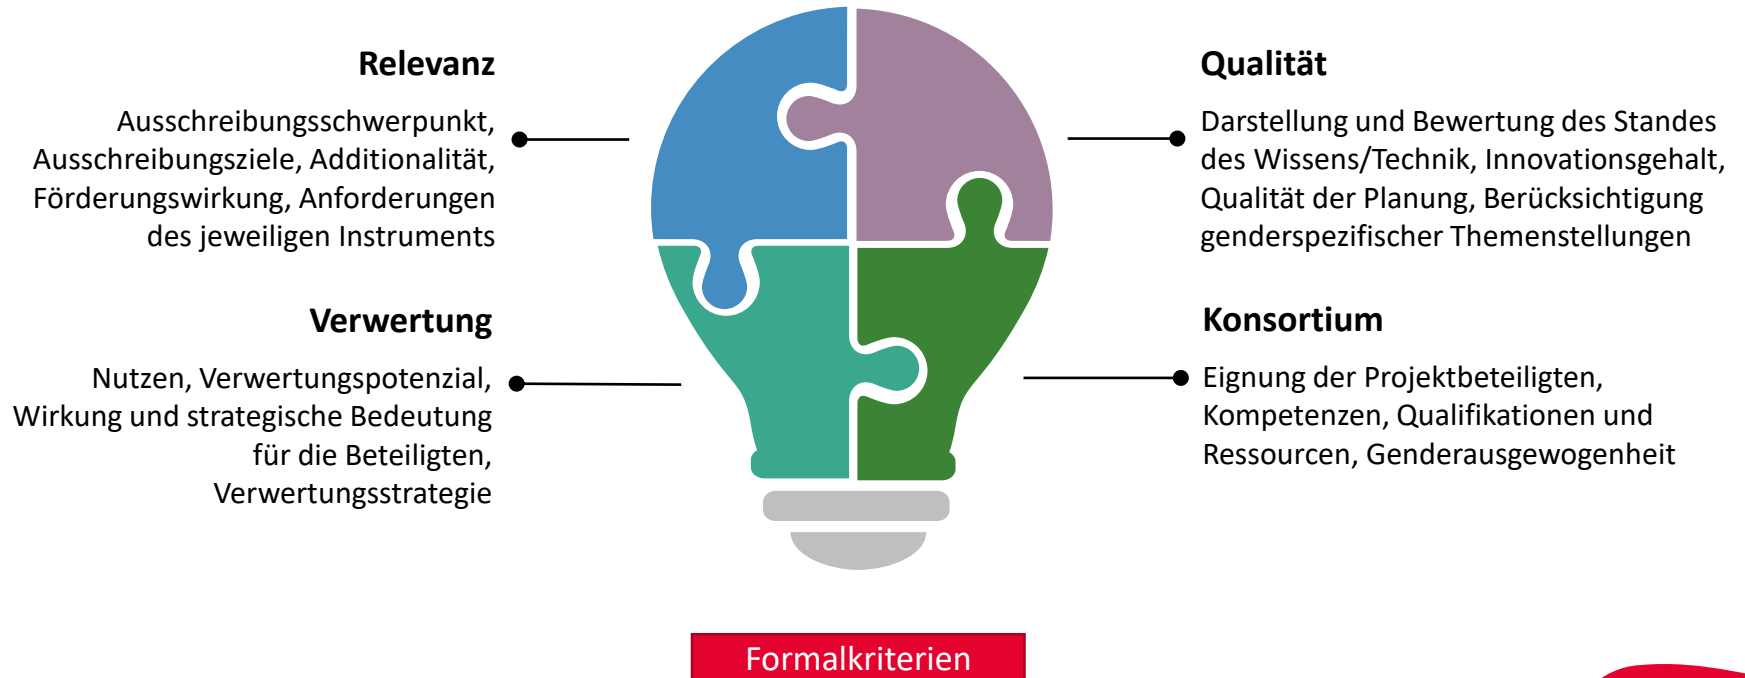 Relevanz
Ausschreibungsschwerpunkt,
Ausschreibungsziele, Additionalität,
Förderungswirkung, Anforderungen
des jeweiligen Instruments
Qualität
Darstellung und Bewertung des Standes
des Wissens/Technik, Innovationsgehalt,
Qualität der Planung, Berücksichtigung
genderspezifischer Themenstellungen
Verwertung
Nutzen, Verwertungspotenzial,
Wirkung und strategische Bedeutung
für die Beteiligten,
Verwertungsstrategie
Konsortium
Eignung der Projektbeteiligten,
Kompetenzen, Qualifikationen und
Ressourcen, Genderausgewogenheit
Formalkriterien